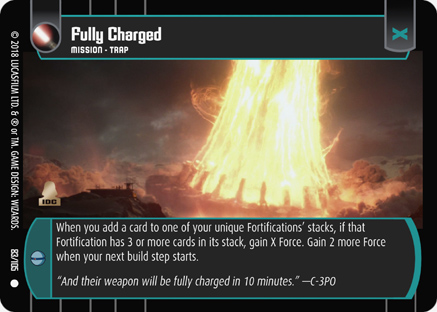 Fully Charged
MISSION - TRAP
X
IDC
When you add a card to one of your unique Fortifications' stacks, if that
Fortification has 3 or more cards in its stack, gain X Force. Gain 2 more Force
when your next build step starts.
“And their weapon will be fully charged in 10 minutes.” —C-3PO
© 2018 LUCASFILM LTD. & ® or TM. GAME DESIGN: WIZARDS.